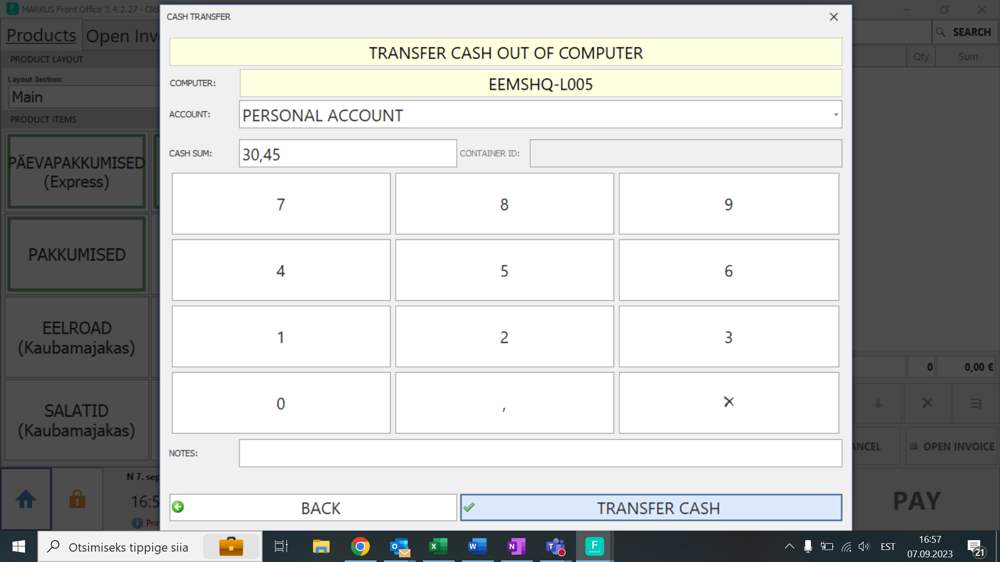 MARKUS Front Office 3.4.2.27 - Clic
Products
Open Inv
SEARCH
PRODUCT LAYOUT
Qty
Sum
Layout Section:
Main
PRODUCT ITEMS
PÄEVAPAKKUMISED
(Express)
PAKKUMISED
EELROAD
(Kaubamajakas)
SALATID
(Kaubamajakas)
CASH TRANSFER
TRANSFER CASH OUT OF COMPUTER
COMPUTER:
EEMSHQ-L005
ACCOUNT:
PERSONAL ACCOUNT
CASH SUM:
30,45
CONTAINER ID:
7
8
9
4
5
6
1
2
3
0
,
NOTES:
BACK
TRANSFER CASH
0
0,00 €
ANCEL
OPEN INVOICE
PAY
N 7. sep
16:5
Prin
Otsimiseks tippige siia
EST
16:57
07.09.2023
21